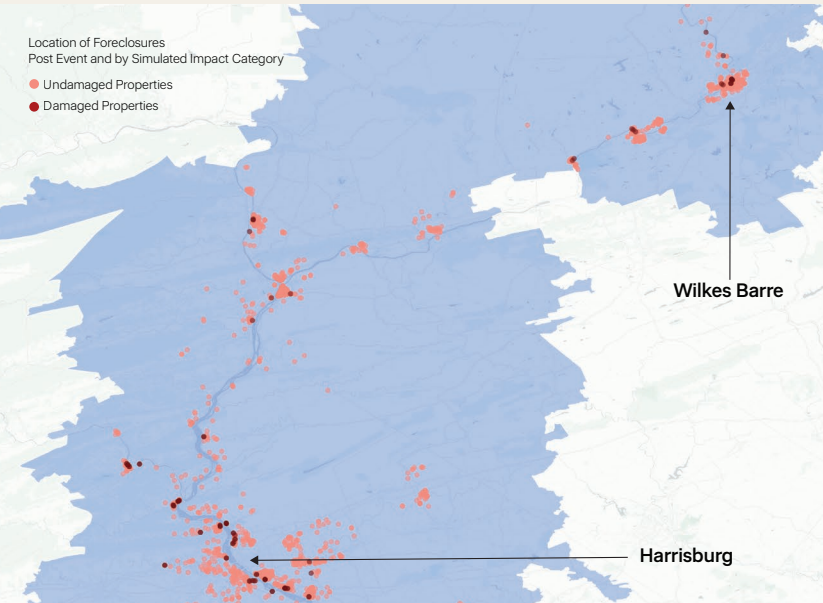 Location of Foreclosures
Post Event and by Simulated Impact Category
Undamaged Properties
Damaged Properties
Wilkes Barre
Harrisburg